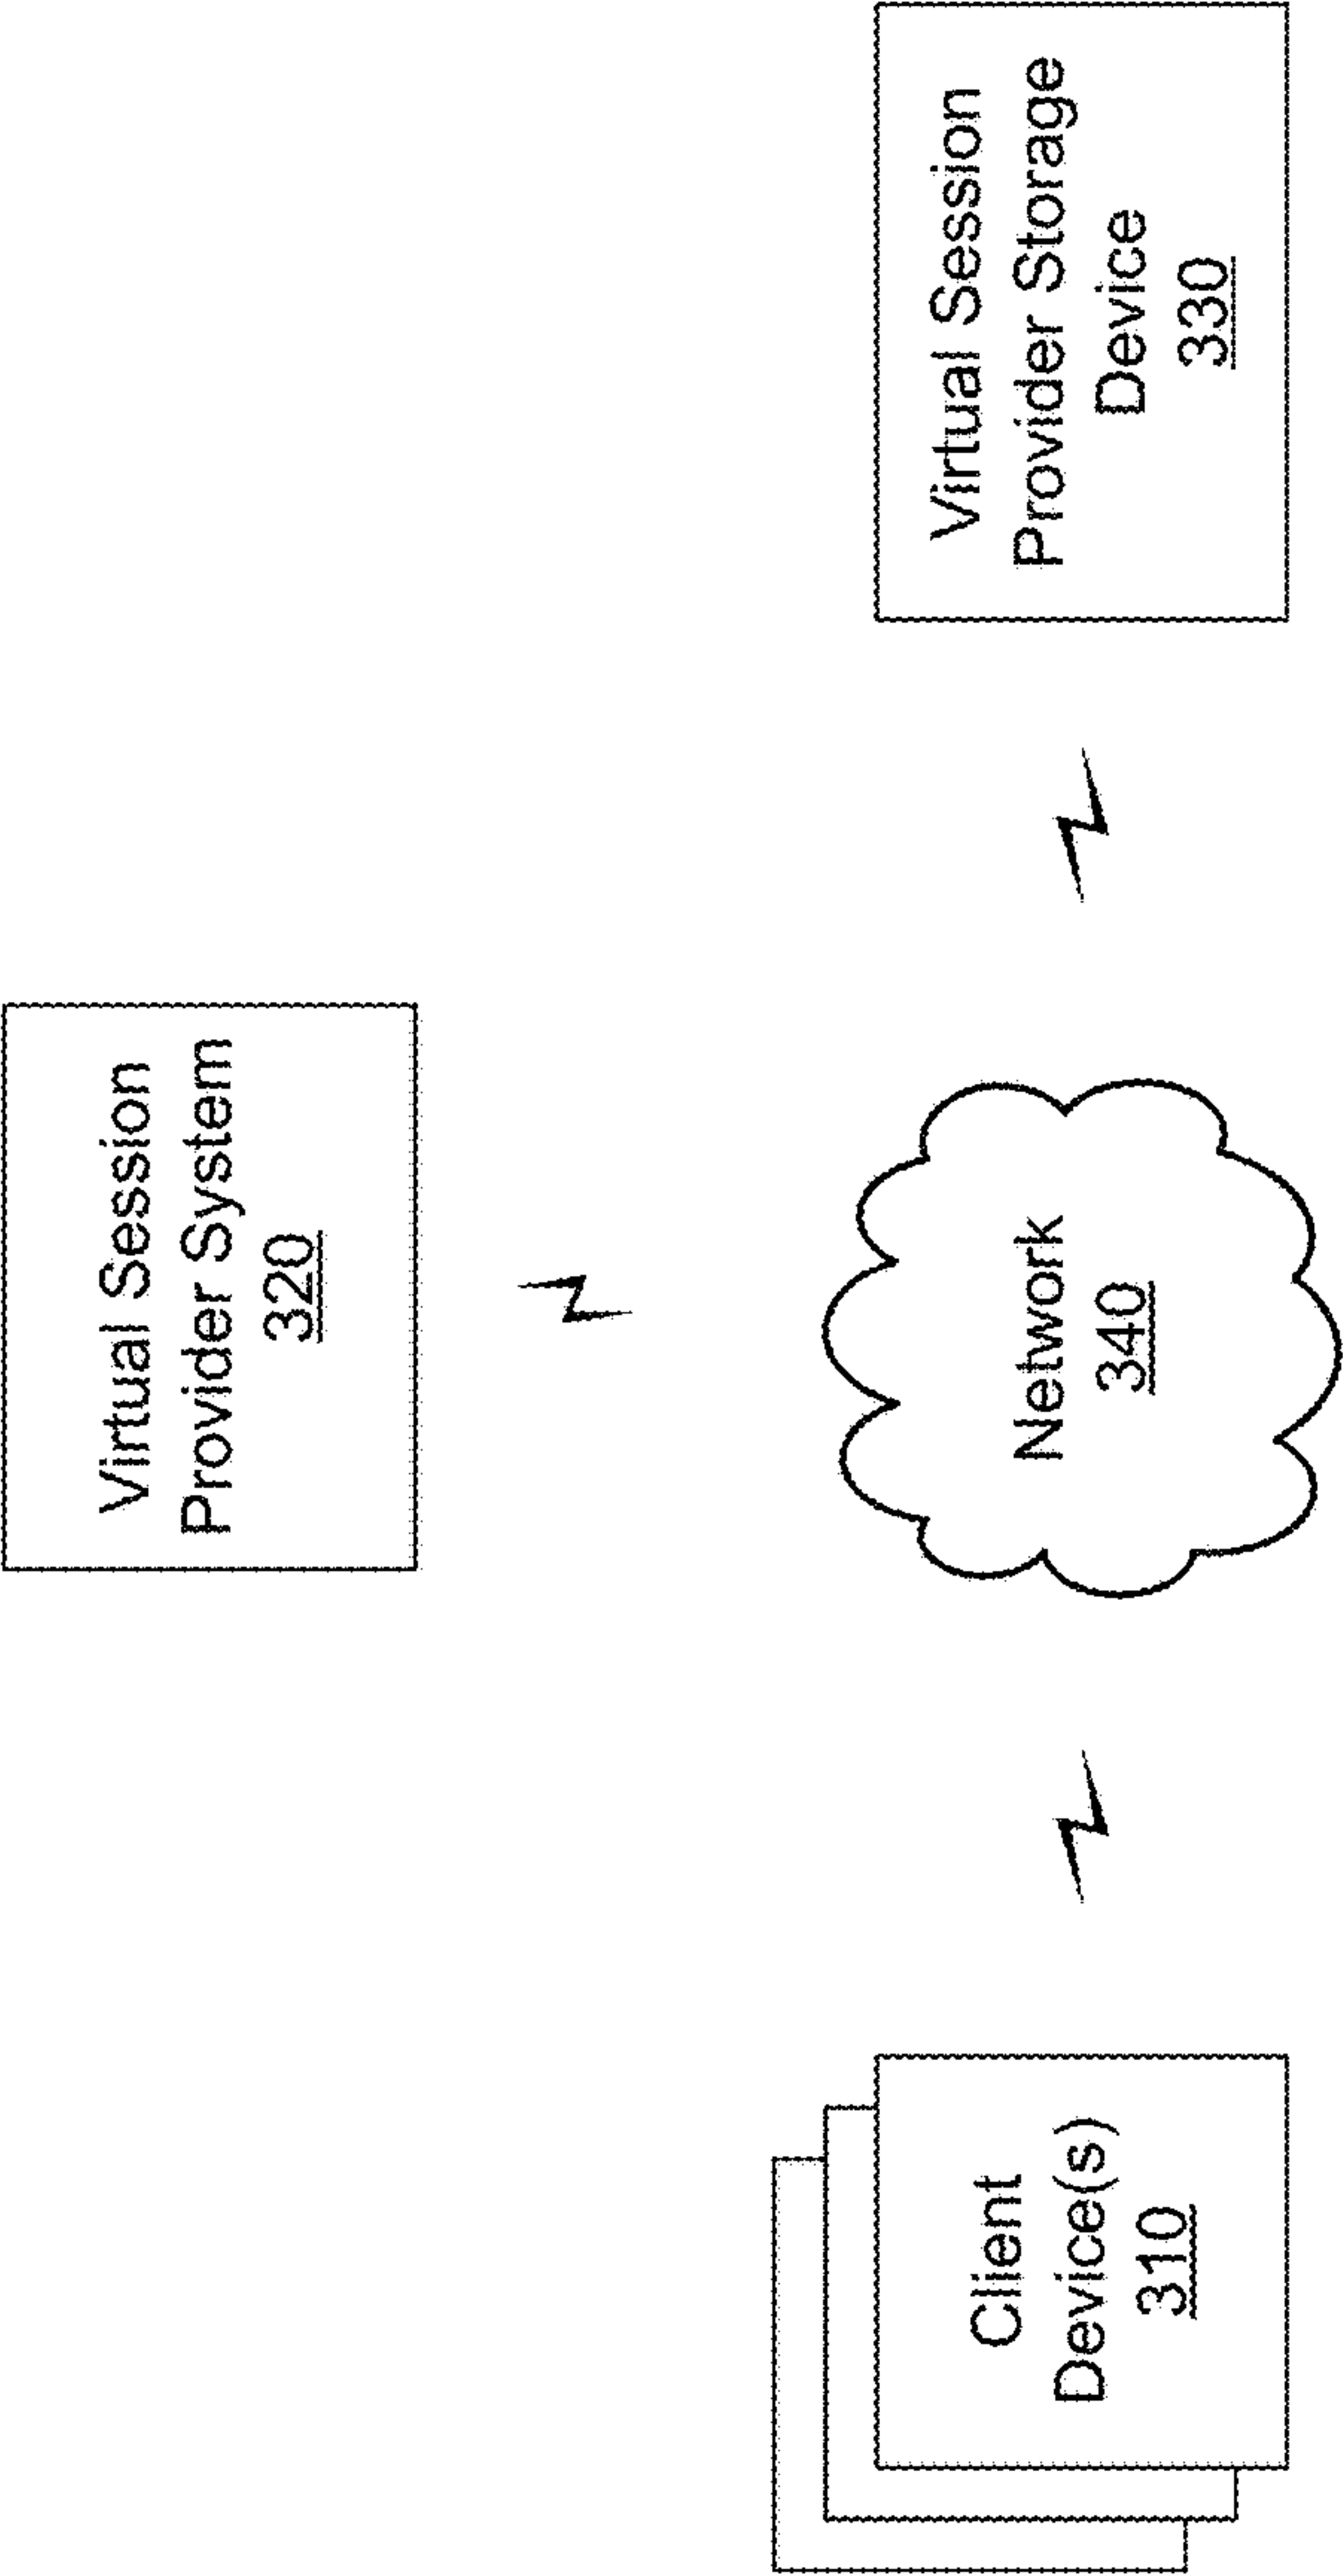 Virtual Session
Provider System
320
Client
Device(s)
310
Network
340
Virtual Session
Provider Storage
Device
330